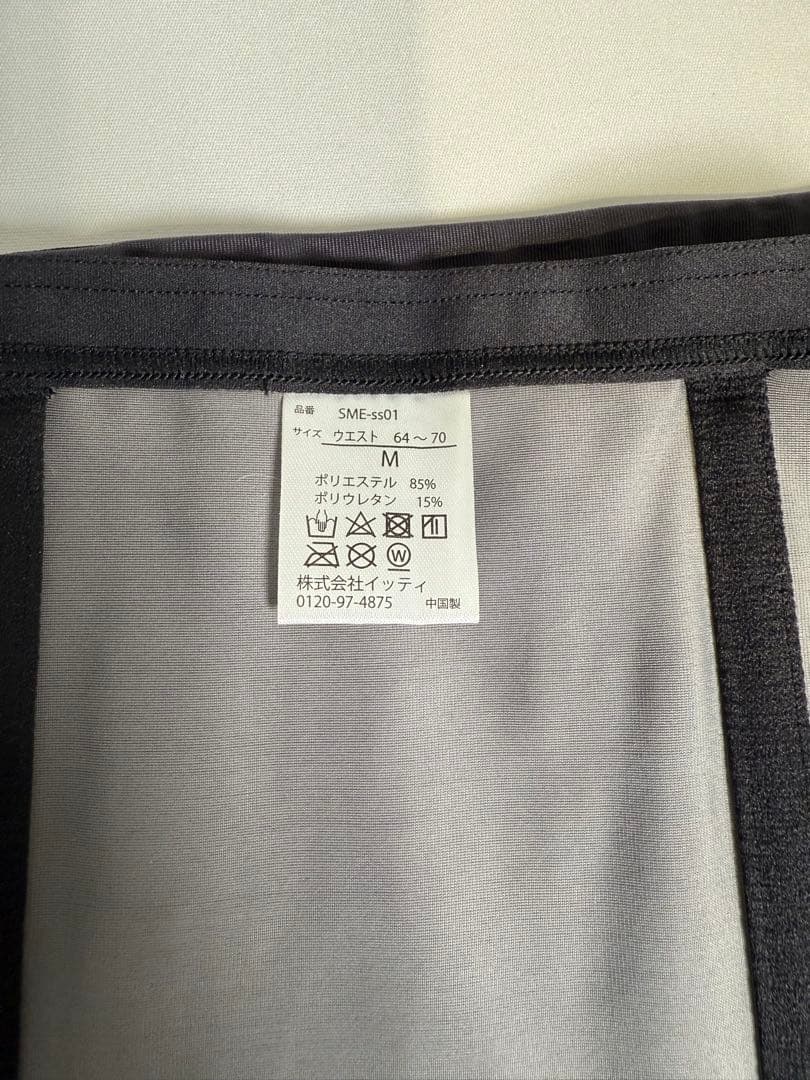 品番 SME-ss01
サイズ ウエスト 64～70
M
ポリエステル 85%
ポリウレタン 15%
W
株式会社イッティ
0120-97-4875 中国製